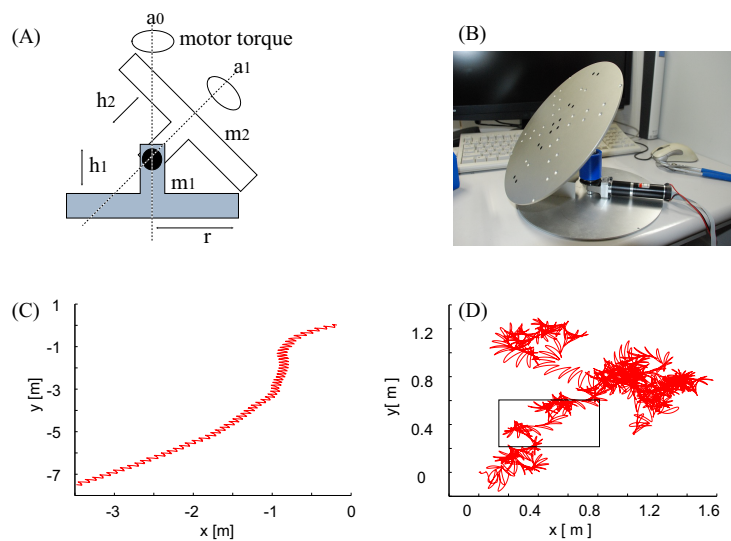 (A)
a0
motor torque
a1
h2
m2
h1
m1
r
(B)
(C)
1
-1
-3
-5
-7
y [m]
-3
-2
-1
0
x [m]
(D)
1.2
0.8
0.4
0
y[ m ]
0
0.4
0.8
1.2
1.6
x [ m ]